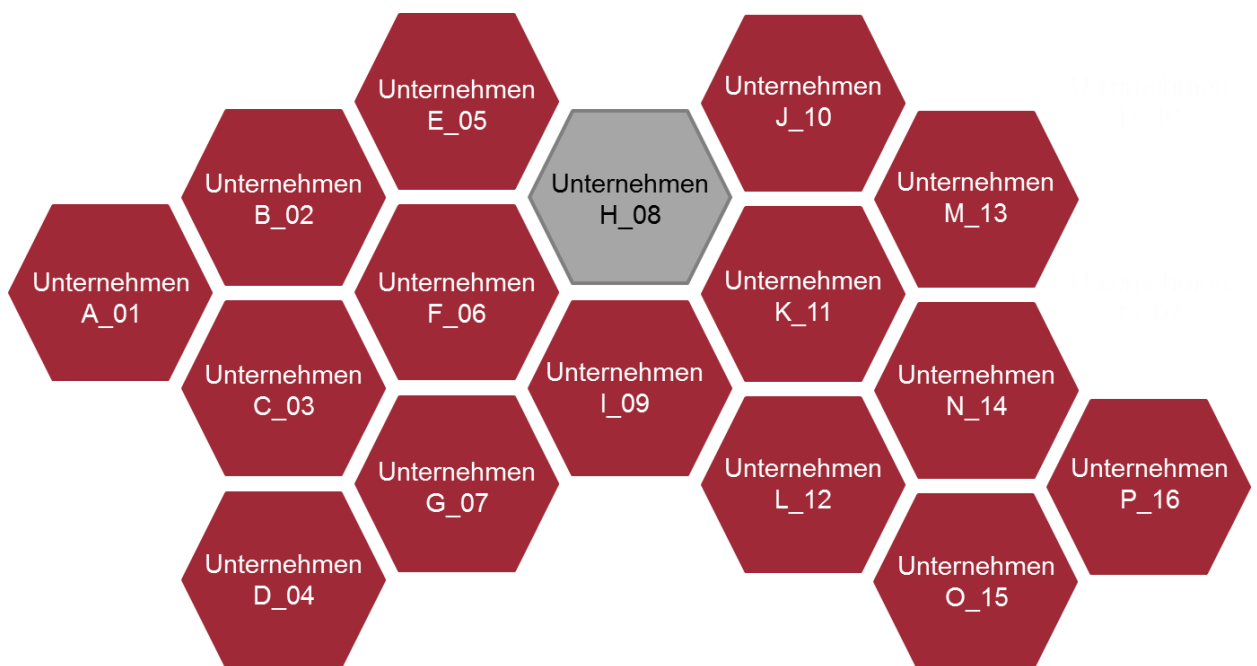 Unternehmen
A_01
Unternehmen
B_02
Unternehmen
C_03
Unternehmen
D_04
Unternehmen
E_05
Unternehmen
F_06
Unternehmen
G_07
Unternehmen
H_08
Unternehmen
I_09
Unternehmen
J_10
Unternehmen
K_11
Unternehmen
L_12
Unternehmen
M_13
Unternehmen
N_14
Unternehmen
O_15
Unternehmen
P_16